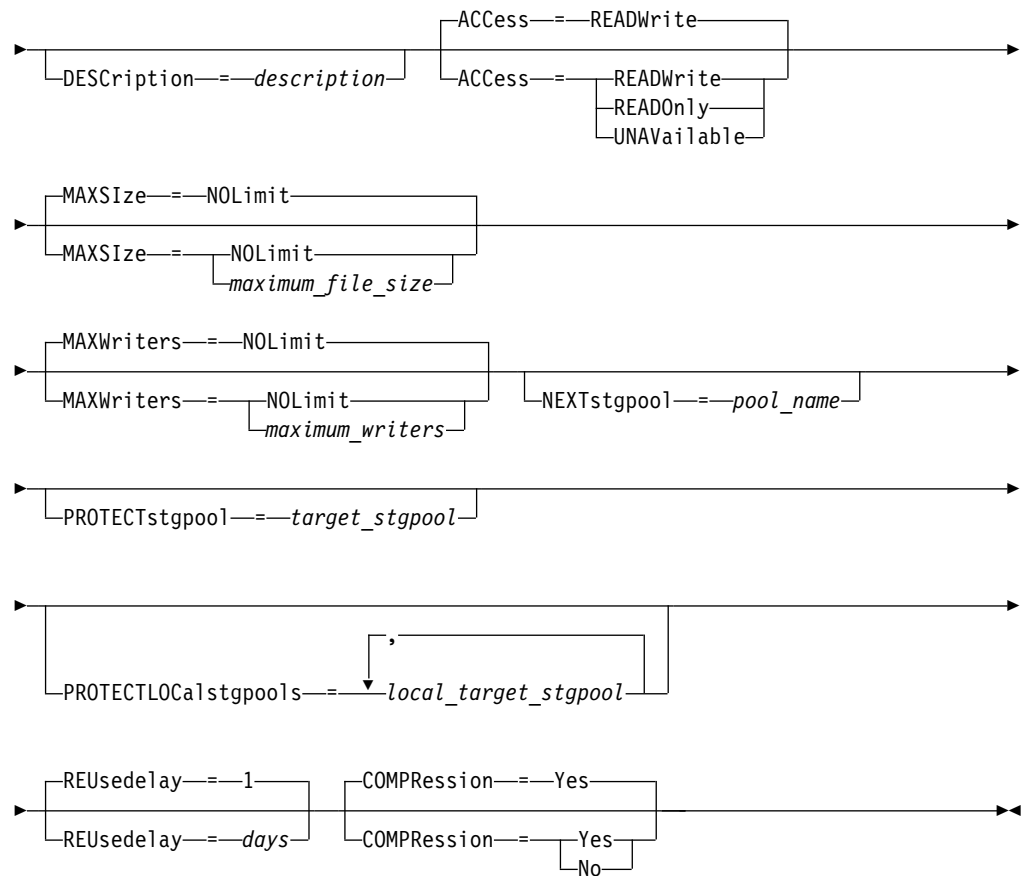 ACCess = READWrite
DESCription = description ACCess = READWrite
READOnly
UNAVailable
MAXSIze = NOLimit
MAXSIze = NOLimit
maximum_file_size
MAXWriters = NOLimit
MAXWriters = NOLimit NEXTstgpool = pool_name
maximum_writers
PROTECTstgpool = target_stgpool
,
PROTECTLOCalstgpools = local_target_stgpool
REUsedelay = 1 COMPRession = Yes
REUsedelay = days COMPRession = Yes
No